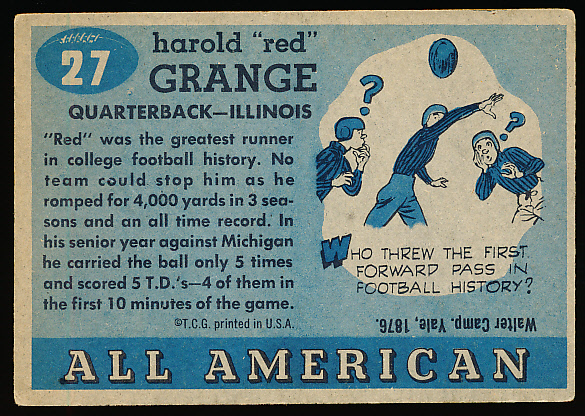 27
harold "red"
GRANGE
QUARTERBACK—ILLINOIS
"Red" was the greatest runner
in college football history. No
team could stop him as he
romped for 4,000 yards in 3 sea-
sons and an all time record. In
his senior year against Michigan
he carried the ball only 5 times
and scored 5 T.D.'s—4 of them in
the first 10 minutes of the game.
©T.C.G. printed in U.S.A.
?
?
WHO THREW THE FIRST
FORWARD PASS IN
FOOTBALL HISTORY?
Walter Camp. Yale, 1876.
ALL AMERICAN